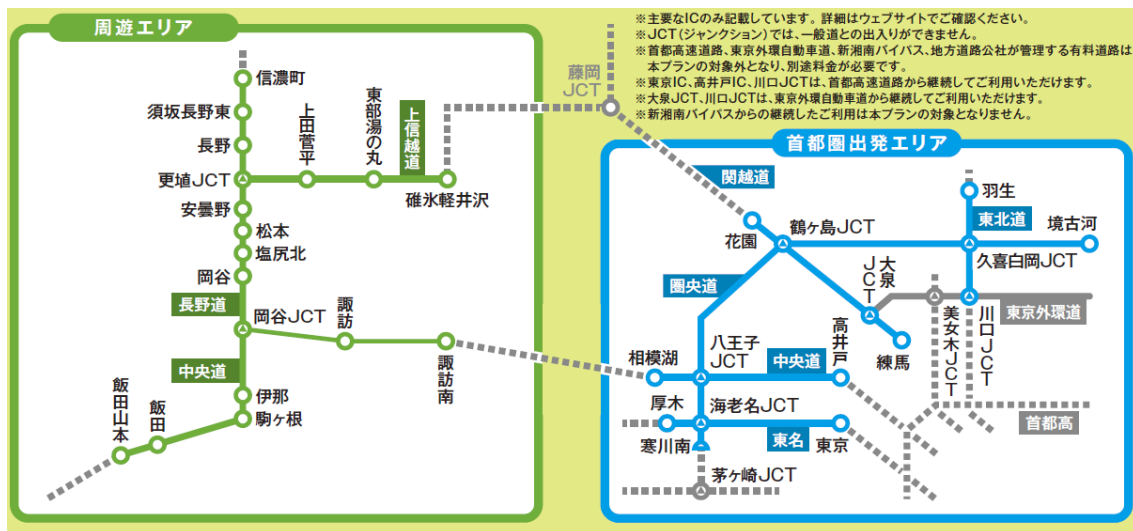 周遊エリア
※主要なICのみ記載しています。詳細はウェブサイトでご確認ください。
※JCT(ジャンクション)では、一般道との出入りができません。
※首都高速道路、東京外環自動車道、新湘南バイパス、地方道路公社が管理する有料道路は
本プランの対象外となり、別途料金が必要です。
※東京IC、高井戸IC、川口JCTは、首都高速道路から継続してご利用いただけます。
※大泉JCT、川口JCTは、東京外環自動車道から継続してご利用いただけます。
※新湘南バイパスからの継続したご利用は本プランの対象となりません。
信濃町
須坂長野東
長野
更埴JCT
安曇野
松本
塩尻北
岡谷
長野道
岡谷JCT
諏訪
諏訪南
中央道
伊那
駒ヶ根
飯田
飯田山本
上田菅平
東部湯の丸
上信越道
碓氷軽井沢
藤岡
JCT
首都圏出発エリア
関越道
花園
鶴ヶ島JCT
羽生
東北道
境古河
久喜白岡JCT
大泉
JCT
圏央道
練馬
美女木JCT
川口JCT
東京外環道
相模湖
八王子
JCT
中央道
高井戸
厚木
海老名JCT
寒川南
東名
東京
首都高
茅ヶ崎JCT